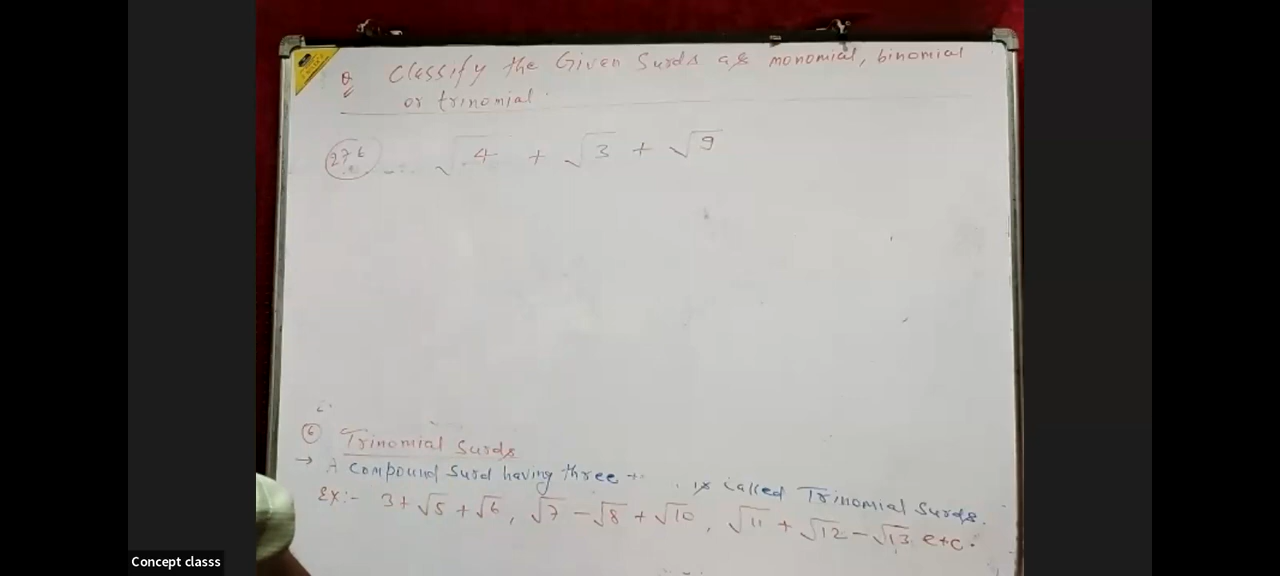 Q Classify the Given Surds as monomial, binomial
or trinomial.
276 √4 + √3 + √9
6 Trinomial Surds
→ A compound Surd having three is called Trinomial Surds.
Ex:- 3+√5+√6, √7-√8+√10, √11+√12-√13 etc.
Concept classs